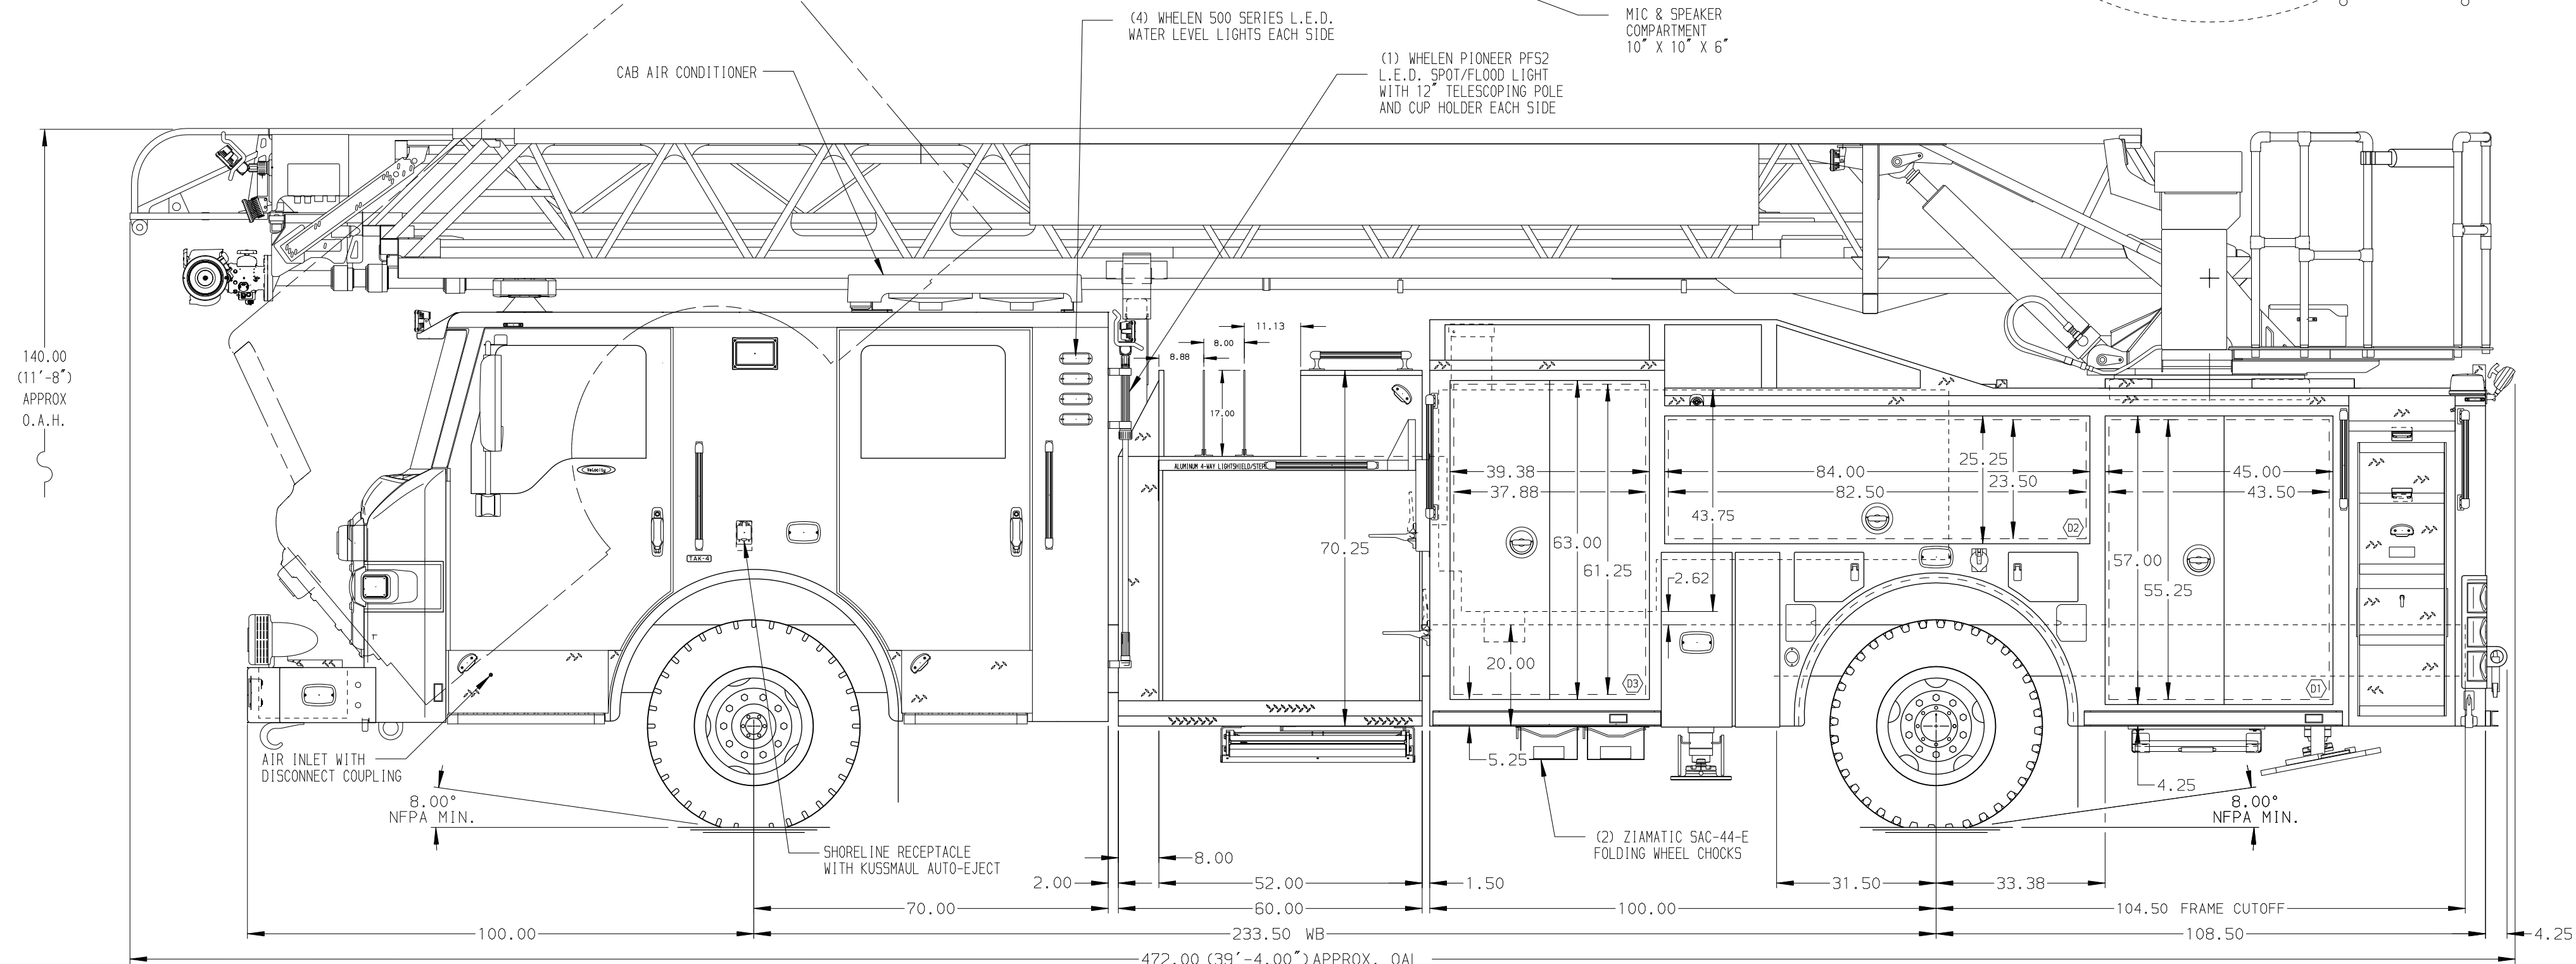 (4) WHELEN 500 SERIES L.E.D.
WATER LEVEL LIGHTS EACH SIDE
MIC & SPEAKER
COMPARTMENT
10" X 10" X 6"
(1) WHELEN PIONEER PFS2
L.E.D. SPOT/FLOOD LIGHT
WITH 12" TELESCOPING POLE
AND CUP HOLDER EACH SIDE
CAB AIR CONDITIONER
140.00
(11'-8")
APPROX
O.A.H.
11.13
8.00
8.88
17.00
Velocity
TAK-4
ALUMINUM 4-WAY LIGHTSHIELD/STEP
70.25
39.38
37.88
63.00
61.25
D3
20.00
5.25
84.00
82.50
25.25
23.50
43.75
2.62
D2
45.00
43.50
57.00
55.25
D1
4.25
AIR INLET WITH
DISCONNECT COUPLING
8.00°
NFPA MIN.
SHORELINE RECEPTACLE
WITH KUSSMAUL AUTO-EJECT
(2) ZIAMATIC SAC-44-E
FOLDING WHEEL CHOCKS
8.00°
NFPA MIN.
8.00
2.00
52.00
1.50
31.50
33.38
70.00
60.00
100.00
104.50 FRAME CUTOFF
100.00
233.50 WB
108.50
4.25
472.00 (39'-4.00") APPROX. OAL